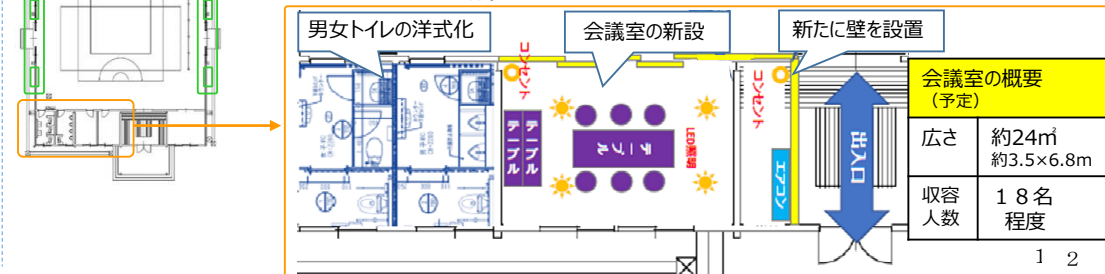 男女トイレの洋式化
会議室の新設
新たに壁を設置
コンセント
コンセント
テーブル
テーブル
テーブル
LED照明
エアコン
出入口
会議室の概要
（予定）
広さ
約24㎡
約3.5×6.8m
収容
人数
１８名
程度
1 2